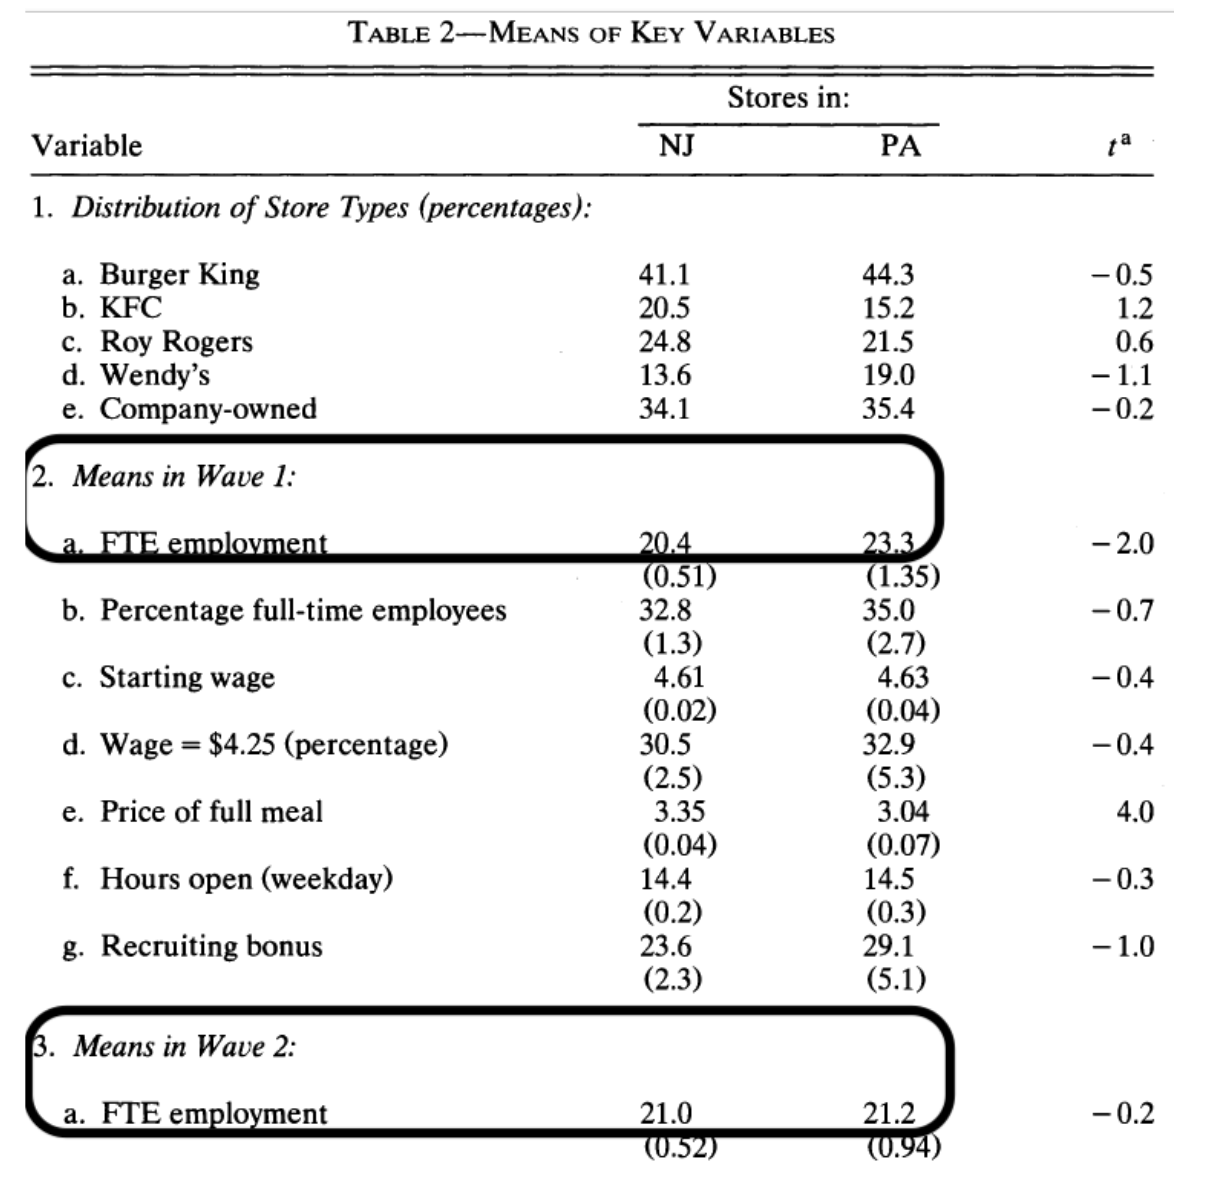 TABLE 2—MEANS OF KEY VARIABLES
Stores in:
Variable NJ PA tª
1. Distribution of Store Types (percentages):
a. Burger King 41.1 44.3 −0.5
b. KFC 20.5 15.2 1.2
c. Roy Rogers 24.8 21.5 0.6
d. Wendy's 13.6 19.0 −1.1
e. Company-owned 34.1 35.4 −0.2
2. Means in Wave 1:
a. FTE employment 20.4 23.3 −2.0
(0.51) (1.35)
b. Percentage full-time employees 32.8 35.0 −0.7
(1.3) (2.7)
c. Starting wage 4.61 4.63 −0.4
(0.02) (0.04)
d. Wage = $4.25 (percentage) 30.5 32.9 −0.4
(2.5) (5.3)
e. Price of full meal 3.35 3.04 4.0
(0.04) (0.07)
f. Hours open (weekday) 14.4 14.5 −0.3
(0.2) (0.3)
g. Recruiting bonus 23.6 29.1 −1.0
(2.3) (5.1)
3. Means in Wave 2:
a. FTE employment 21.0 21.2 −0.2
(0.52) (0.94)